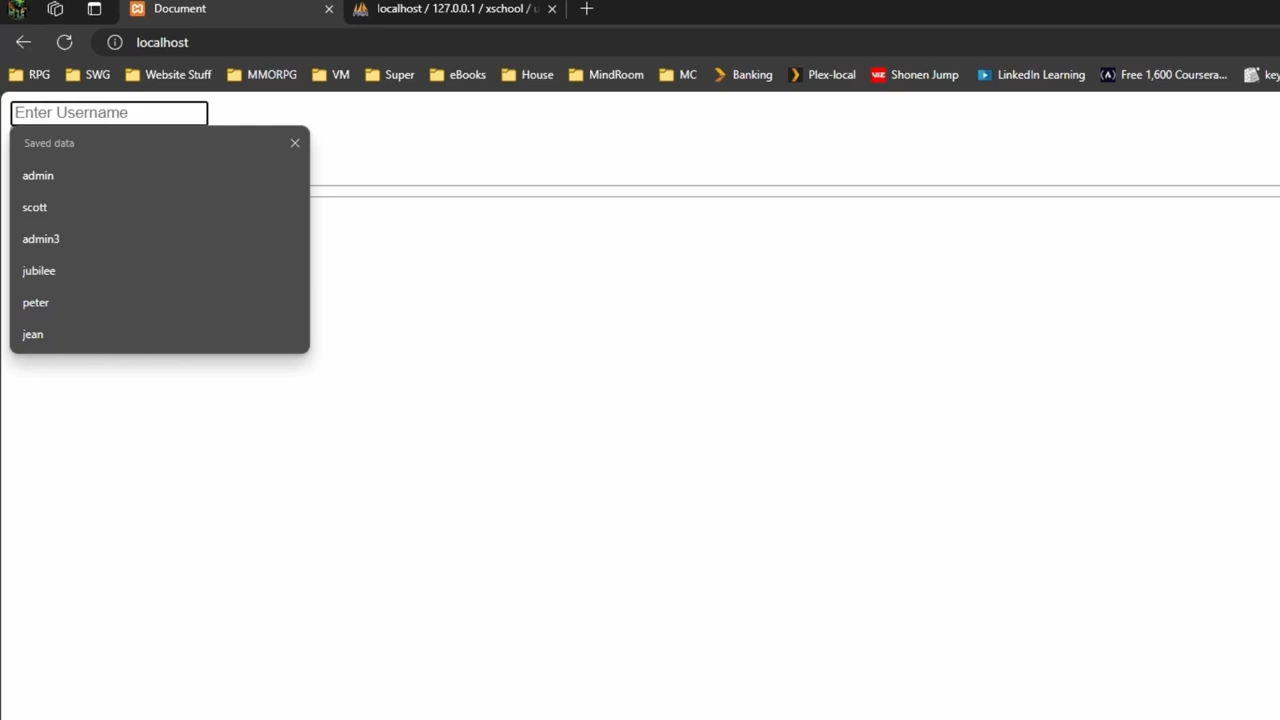 Document
localhost / 127.0.0.1 / xschool /
localhost
RPG SWG Website Stuff MMORPG VM Super eBooks House MindRoom MC Banking Plex-local Shonen Jump LinkedIn Learning Free 1,600 Coursera...
Enter Username
Saved data
admin
scott
admin3
jubilee
peter
jean